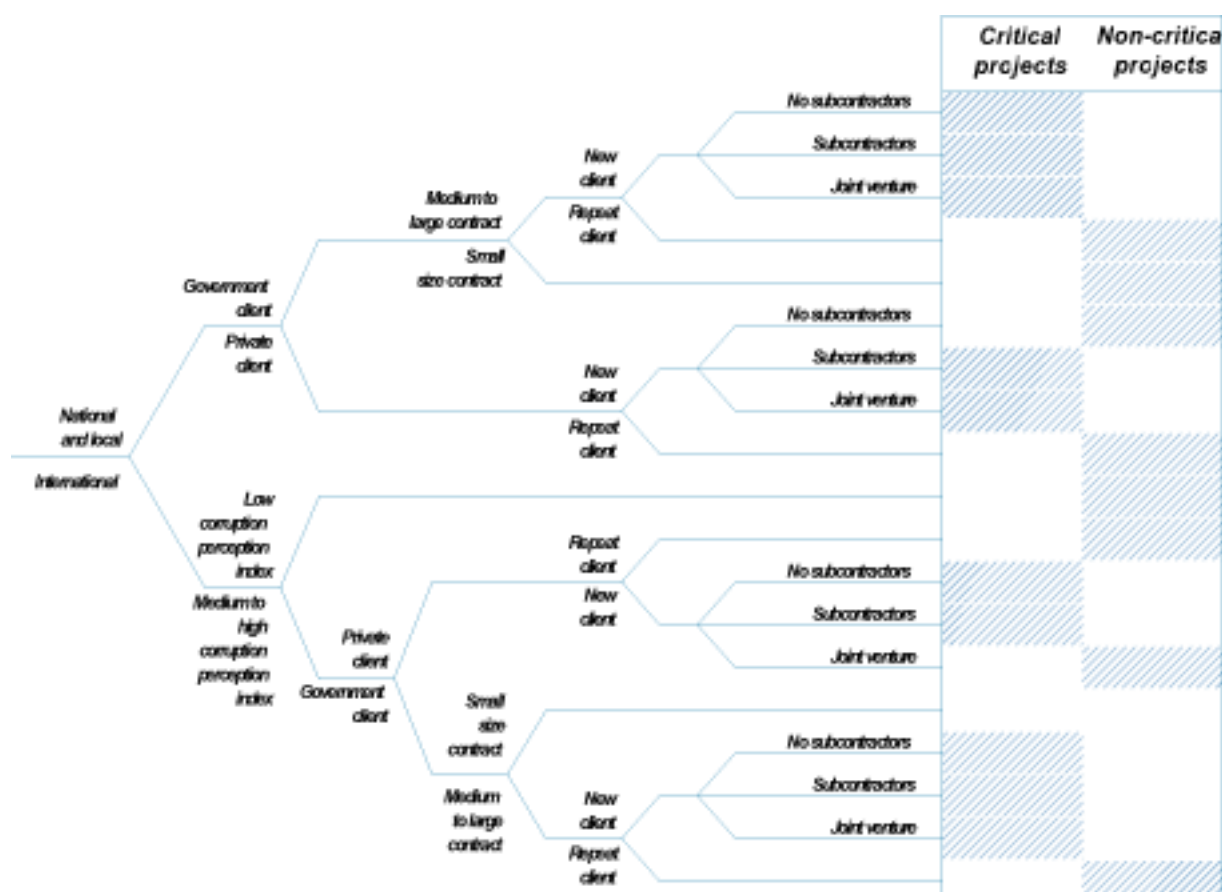 Critical
projects
Non-critica
projects
No subcontractors
Subcontractors
Joint venture
New
client
Repeat
client
Medium to
large contract
Small
size contract
Government
client
Private
client
No subcontractors
Subcontractors
Joint venture
New
client
Repeat
client
National
and local
International
Low
corruption
perception
index
Medium to
high
corruption
perception
index
Repeat
client
New
client
No subcontractors
Subcontractors
Joint venture
Private
client
Government
client
Small
size
contract
Medium
to large
contract
No subcontractors
Subcontractors
Joint venture
New
client
Repeat
client